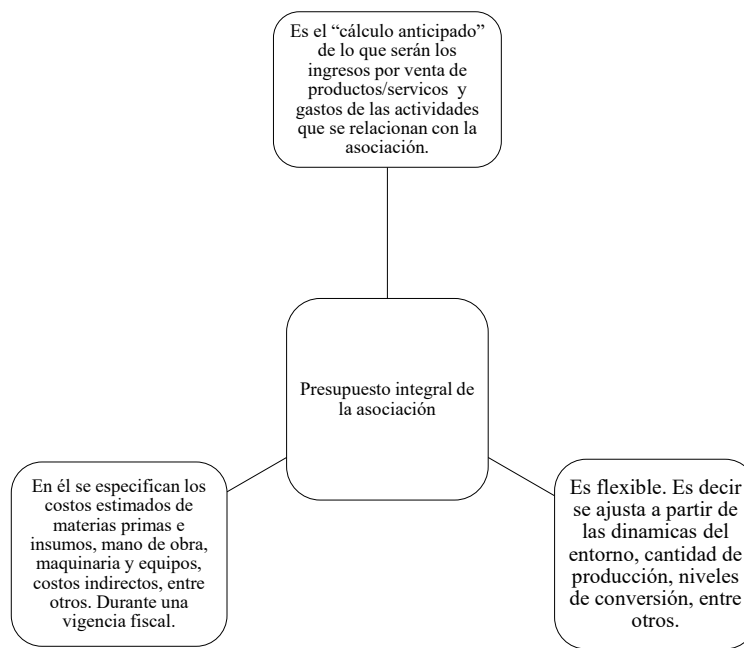 Es el “cálculo anticipado”
de lo que serán los
ingresos por venta de
productos/servicos y
gastos de las actividades
que se relacionan con la
asociación.
Presupuesto integral de
la asociación
En él se especifican los
costos estimados de
materias primas e
insumos, mano de obra,
maquinaria y equipos,
costos indirectos, entre
otros. Durante una
vigencia fiscal.
Es flexible. Es decir
se ajusta a partir de
las dinamicas del
entorno, cantidad de
producción, niveles
de conversión, entre
otros.